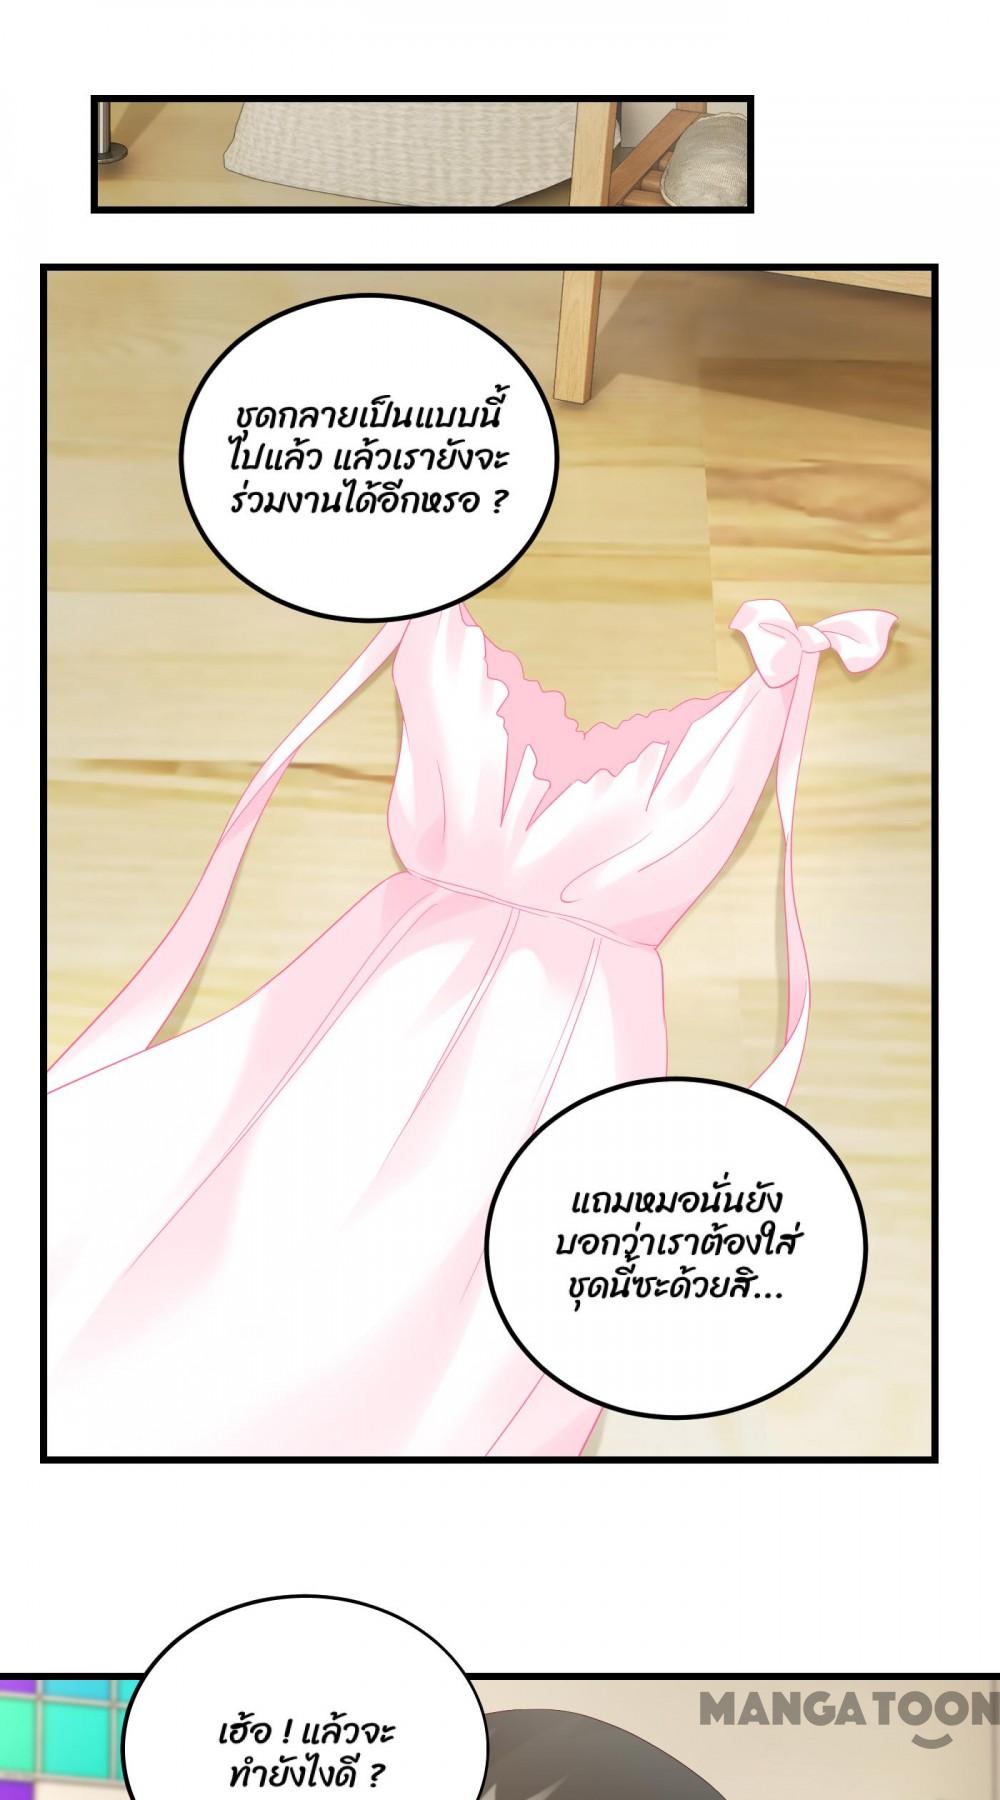 ชุดกลายเป็นแบบนี้
ไปแล้ว แล้วเรายังจะ
ร่วมงานได้อีกหรอ ?
แถมหมอนั่นยัง
บอกว่าเราต้องใส่
ชุดนี้ซะด้วยสิ...
เฮ้อ ! แล้วจะ
ทำยังไงดี ?
MANGATOON